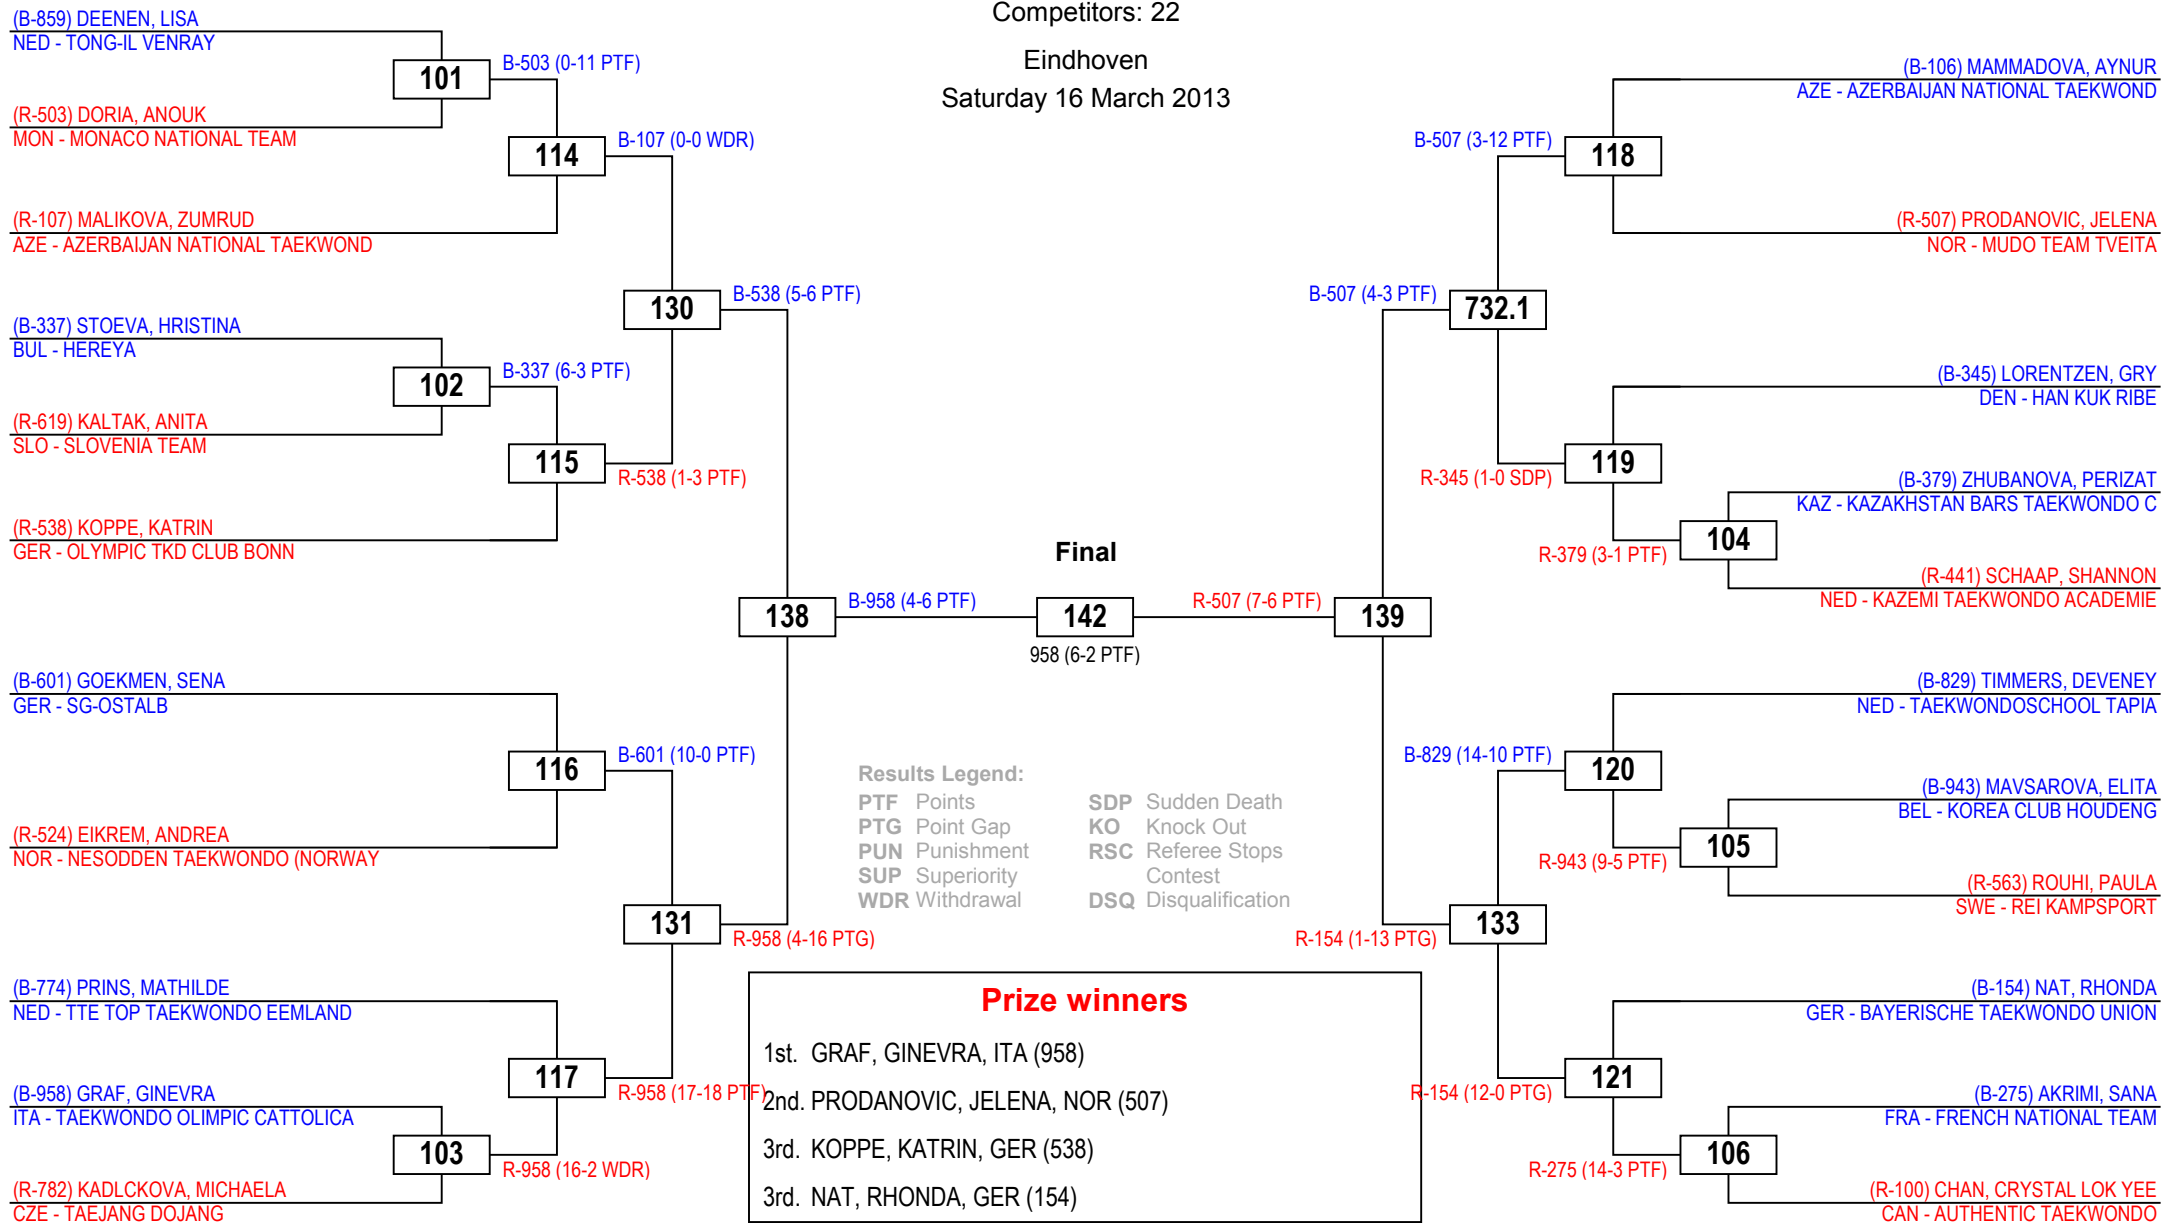 Competitors: 22
Eindhoven
Saturday 16 March 2013
(B-859) DEENEN, LISA
NED - TONG-IL VENRAY
101
B-503 (0-11 PTF)
(R-503) DORIA, ANOUK
MON - MONACO NATIONAL TEAM
114
B-107 (0-0 WDR)
(R-107) MALIKOVA, ZUMRUD
AZE - AZERBAIJAN NATIONAL TAEKWOND
130
B-538 (5-6 PTF)
(B-337) STOEVA, HRISTINA
BUL - HEREYA
102
B-337 (6-3 PTF)
(R-619) KALTAK, ANITA
SLO - SLOVENIA TEAM
115
R-538 (1-3 PTF)
(R-538) KOPPE, KATRIN
GER - OLYMPIC TKD CLUB BONN
138
B-958 (4-6 PTF)
(B-601) GOEKMEN, SENA
GER - SG-OSTALB
116
B-601 (10-0 PTF)
(R-524) EIKREM, ANDREA
NOR - NESODDEN TAEKWONDO (NORWAY
131
R-958 (4-16 PTG)
(B-774) PRINS, MATHILDE
NED - TTE TOP TAEKWONDO EEMLAND
117
R-958 (17-18 PTF)
(B-958) GRAF, GINEVRA
ITA - TAEKWONDO OLIMPIC CATTOLICA
103
R-958 (16-2 WDR)
(R-782) KADLCKOVA, MICHAELA
CZE - TAEJANG DOJANG
Final
142
958 (6-2 PTF)
(B-106) MAMMADOVA, AYNUR
AZE - AZERBAIJAN NATIONAL TAEKWOND
B-507 (3-12 PTF)
118
(R-507) PRODANOVIC, JELENA
NOR - MUDO TEAM TVEITA
B-507 (4-3 PTF)
732.1
(B-345) LORENTZEN, GRY
DEN - HAN KUK RIBE
R-345 (1-0 SDP)
119
(B-379) ZHUBANOVA, PERIZAT
KAZ - KAZAKHSTAN BARS TAEKWONDO C
R-379 (3-1 PTF)
104
(R-441) SCHAAP, SHANNON
NED - KAZEMI TAEKWONDO ACADEMIE
R-507 (7-6 PTF)
139
(B-829) TIMMERS, DEVENEY
NED - TAEKWONDOSCHOOL TAPIA
B-829 (14-10 PTF)
120
(B-943) MAVSAROVA, ELITA
BEL - KOREA CLUB HOUDENG
R-943 (9-5 PTF)
105
(R-563) ROUHI, PAULA
SWE - REI KAMPSPORT
R-154 (1-13 PTG)
133
(B-154) NAT, RHONDA
GER - BAYERISCHE TAEKWONDO UNION
R-154 (12-0 PTG)
121
(B-275) AKRIMI, SANA
FRA - FRENCH NATIONAL TEAM
R-275 (14-3 PTF)
106
(R-100) CHAN, CRYSTAL LOK YEE
CAN - AUTHENTIC TAEKWONDO
Results Legend:
PTF Points SDP Sudden Death
PTG Point Gap KO Knock Out
PUN Punishment RSC Referee Stops
SUP Superiority Contest
WDR Withdrawal DSQ Disqualification
Prize winners
1st. GRAF, GINEVRA, ITA (958)
2nd. PRODANOVIC, JELENA, NOR (507)
3rd. KOPPE, KATRIN, GER (538)
3rd. NAT, RHONDA, GER (154)